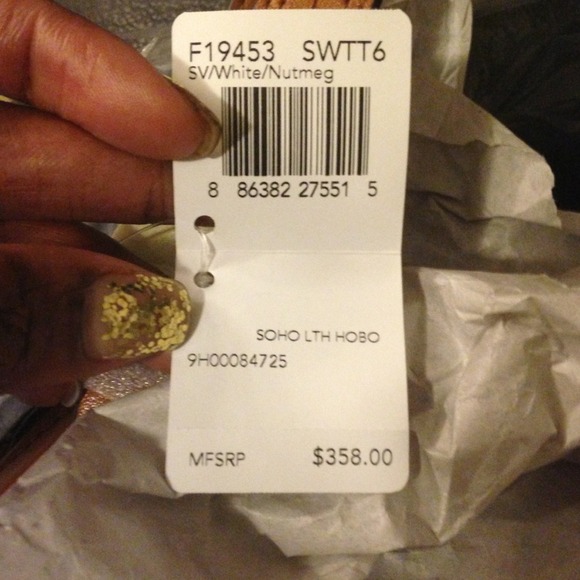 F19453 SWTT6
SV/White/Nutmeg
8 86382 27551 5
SOHO LTH HOBO
9H00084725
MFSRP $358.00